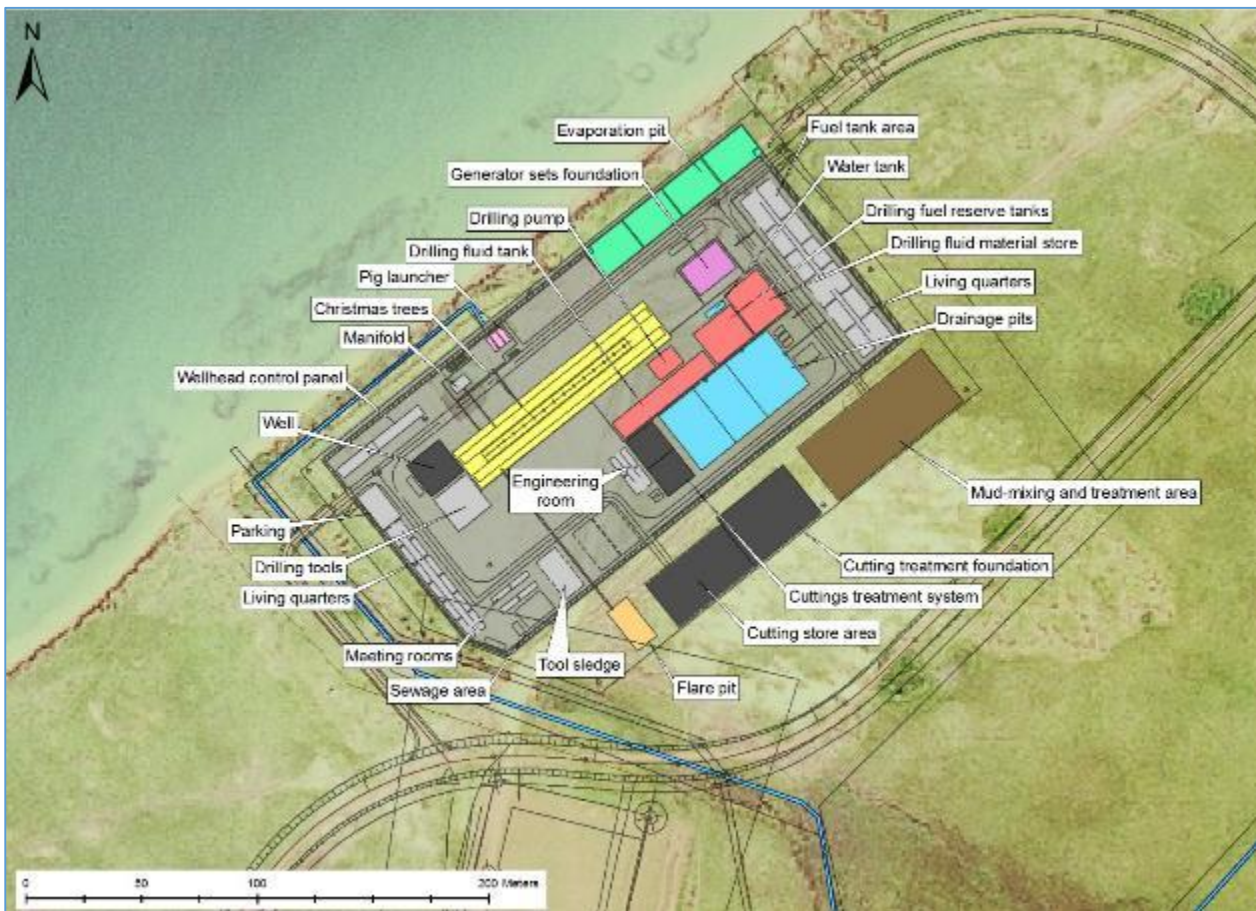 N
Evaporation pit
Fuel tank area
Generator sets foundation
Water tank
Drilling pump
Drilling fuel reserve tanks
Drilling fluid tank
Drilling fluid material store
Pig launcher
Living quarters
Christmas trees
Drainage pits
Manifold
Wellhead control panel
Well
Engineering
room
Mud-mixing and treatment area
Parking
Drilling tools
Cutting treatment foundation
Living quarters
Cuttings treatment system
Cutting store area
Meeting rooms
Tool sledge
Sewage area
Flare pit
0 50 100 200 Meters